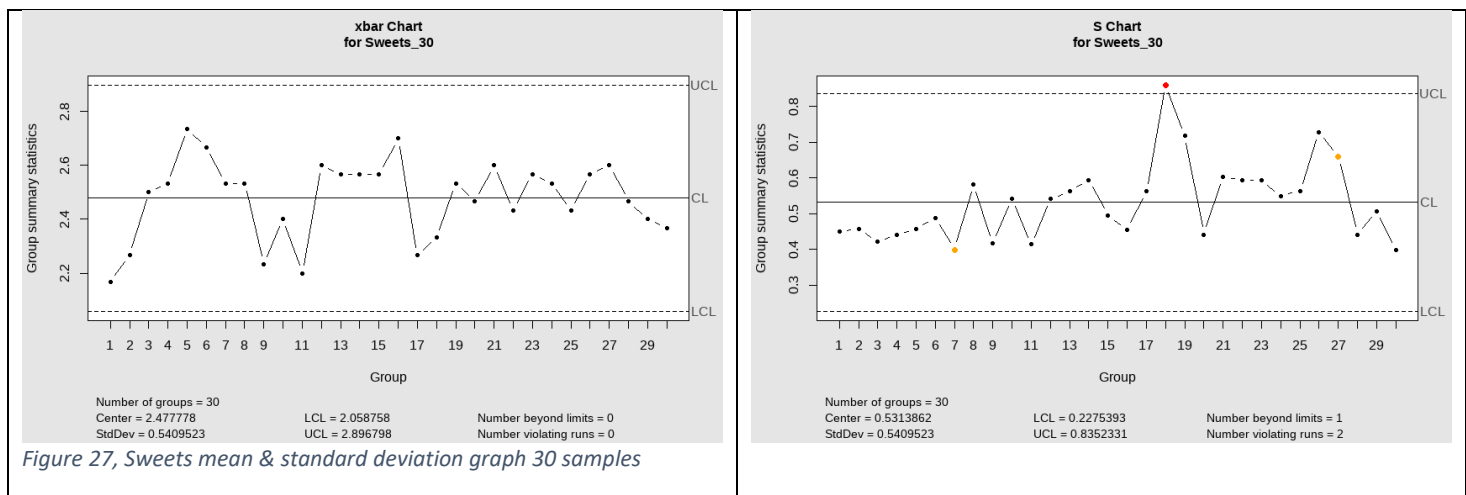 xbar Chart
for Sweets_30
Group summary statistics
2.2 2.4 2.6 2.8
UCL
CL
LCL
1 2 3 4 5 6 7 8 9 11 13 15 17 19 21 23 25 27 29
Group
Number of groups = 30
Center = 2.477778 LCL = 2.058758 Number beyond limits = 0
StdDev = 0.5409523 UCL = 2.896798 Number violating runs = 0
Figure 27, Sweets mean & standard deviation graph 30 samples
S Chart
for Sweets_30
Group summary statistics
0.3 0.4 0.5 0.6 0.7 0.8
UCL
CL
LCL
1 2 3 4 5 6 7 8 9 11 13 15 17 19 21 23 25 27 29
Group
Number of groups = 30
Center = 0.5313862 LCL = 0.2275393 Number beyond limits = 1
StdDev = 0.5409523 UCL = 0.8352331 Number violating runs = 2